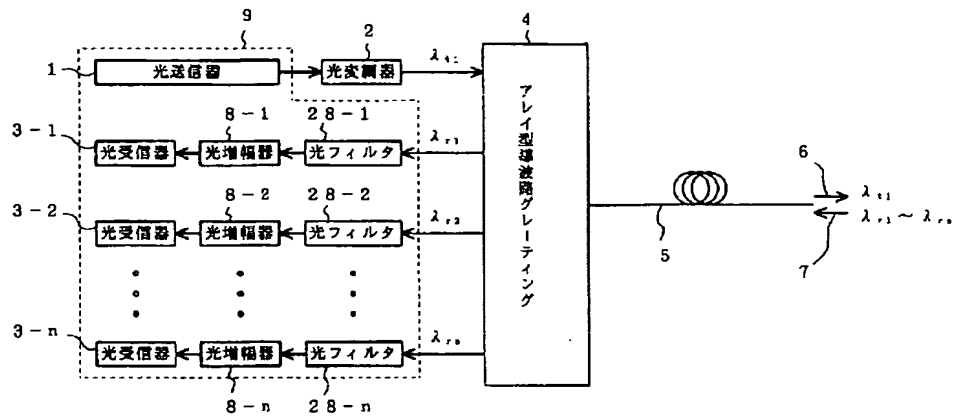 9
4
2
1
光送信器
光変調器
λt1
8-1
28-1
3-1
光受信器
光増幅器
光フィルタ
λr1
8-2
28-2
3-2
光受信器
光増幅器
光フィルタ
λr2
アレイ型導波路グレーティング
6
λt1
λr1～λrn
5
7
3-n
光受信器
光増幅器
光フィルタ
λrn
8-n
28-n